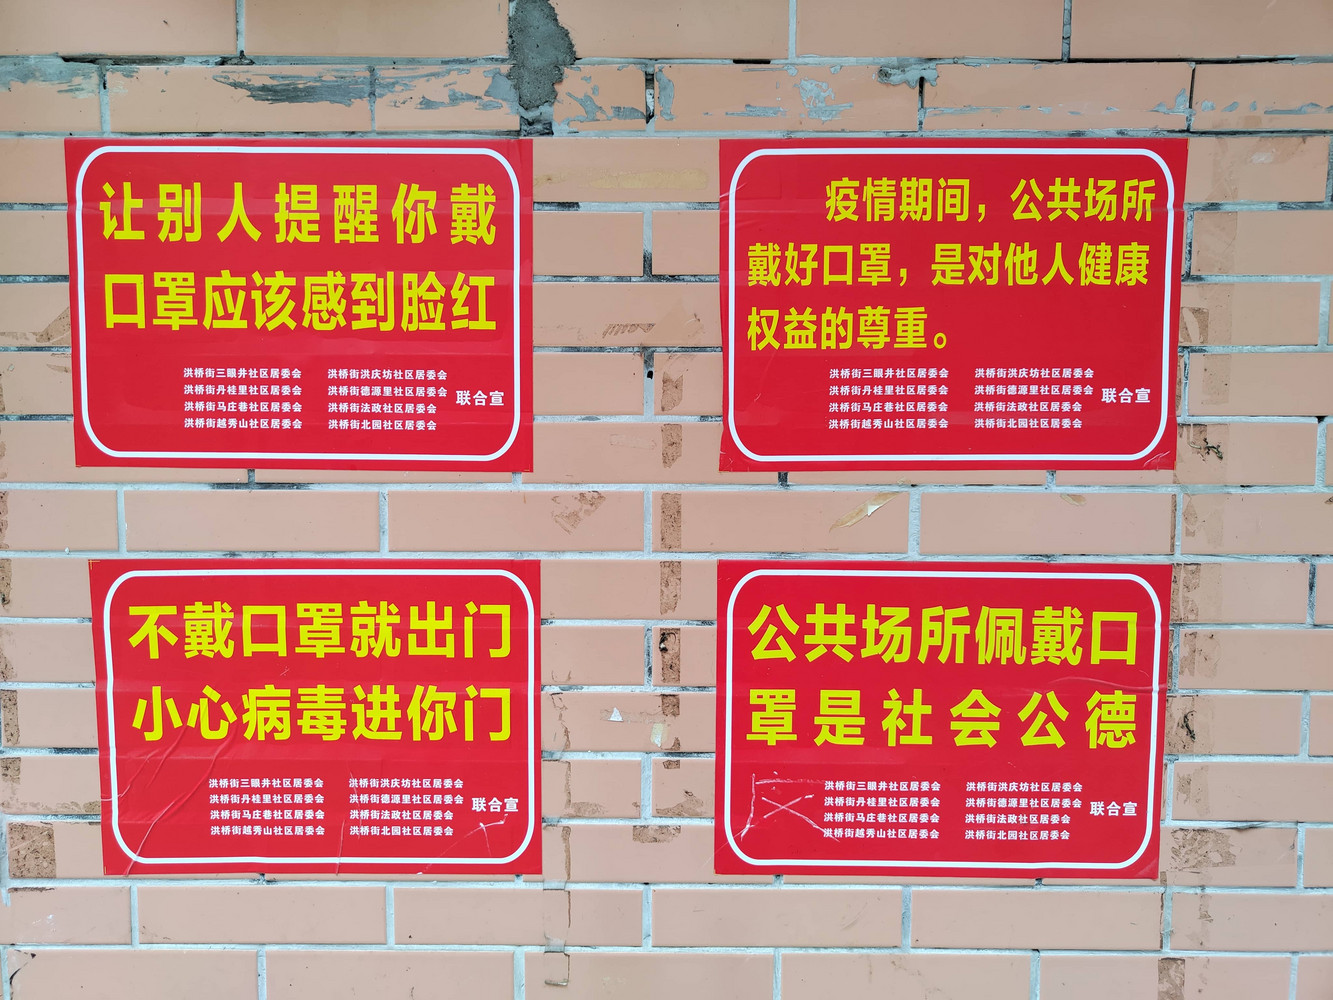 让别人提醒你戴
口罩应该感到脸红
洪桥街三眼井社区居委会 洪桥街洪庆坊社区居委会
洪桥街丹桂里社区居委会 洪桥街德源里社区居委会
联合宣
洪桥街马庄巷社区居委会 洪桥街法政社区居委会
洪桥街越秀山社区居委会 洪桥街北园社区居委会
疫情期间，公共场所
戴好口罩，是对他人健康
权益的尊重。
洪桥街三眼井社区居委会 洪桥街洪庆坊社区居委会
洪桥街丹桂里社区居委会 洪桥街德源里社区居委会
联合宣
洪桥街马庄巷社区居委会 洪桥街法政社区居委会
洪桥街越秀山社区居委会 洪桥街北园社区居委会
不戴口罩就出门
小心病毒进你门
洪桥街三眼井社区居委会 洪桥街洪庆坊社区居委会
洪桥街丹桂里社区居委会 洪桥街德源里社区居委会
联合宣
洪桥街马庄巷社区居委会 洪桥街法政社区居委会
洪桥街越秀山社区居委会 洪桥街北园社区居委会
公共场所佩戴口
罩是社会公德
洪桥街三眼井社区居委会 洪桥街洪庆坊社区居委会
洪桥街丹桂里社区居委会 洪桥街德源里社区居委会
联合宣
洪桥街马庄巷社区居委会 洪桥街法政社区居委会
洪桥街越秀山社区居委会 洪桥街北园社区居委会